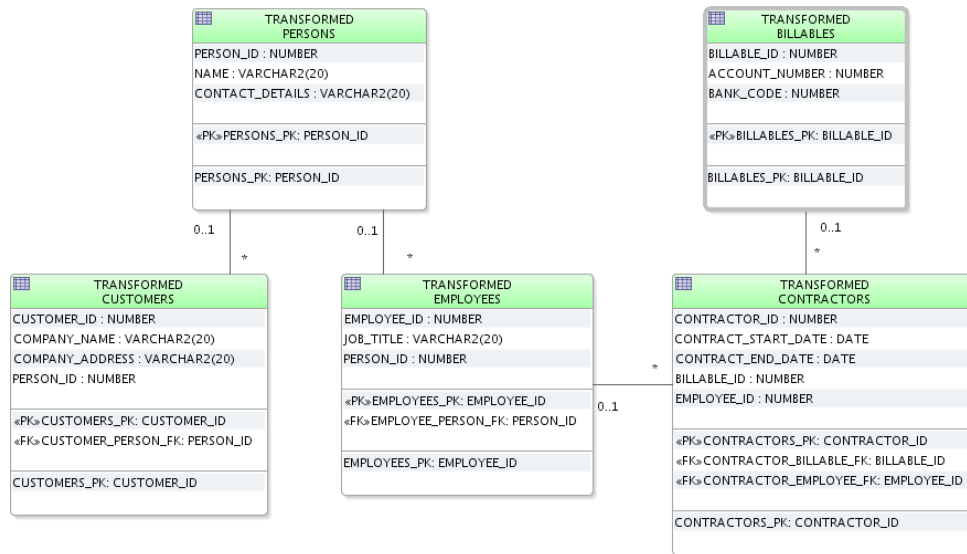 TRANSFORMED
PERSONS
PERSON_ID : NUMBER
NAME : VARCHAR2(20)
CONTACT_DETAILS : VARCHAR2(20)
«PK»PERSONS_PK: PERSON_ID
PERSONS_PK: PERSON_ID
TRANSFORMED
BILLABLES
BILLABLE_ID : NUMBER
ACCOUNT_NUMBER : NUMBER
BANK_CODE : NUMBER
«PK»BILLABLES_PK: BILLABLE_ID
BILLABLES_PK: BILLABLE_ID
0..1
*
0..1
*
0..1
*
TRANSFORMED
CUSTOMERS
CUSTOMER_ID : NUMBER
COMPANY_NAME : VARCHAR2(20)
COMPANY_ADDRESS : VARCHAR2(20)
PERSON_ID : NUMBER
«PK»CUSTOMERS_PK: CUSTOMER_ID
«FK»CUSTOMER_PERSON_FK: PERSON_ID
CUSTOMERS_PK: CUSTOMER_ID
TRANSFORMED
EMPLOYEES
EMPLOYEE_ID : NUMBER
JOB_TITLE : VARCHAR2(20)
PERSON_ID : NUMBER
«PK»EMPLOYEES_PK: EMPLOYEE_ID
«FK»EMPLOYEE_PERSON_FK: PERSON_ID
EMPLOYEES_PK: EMPLOYEE_ID
*
0..1
TRANSFORMED
CONTRACTORS
CONTRACTOR_ID : NUMBER
CONTRACT_START_DATE : DATE
CONTRACT_END_DATE : DATE
BILLABLE_ID : NUMBER
EMPLOYEE_ID : NUMBER
«PK»CONTRACTORS_PK: CONTRACTOR_ID
«FK»CONTRACTOR_BILLABLE_FK: BILLABLE_ID
«FK»CONTRACTOR_EMPLOYEE_FK: EMPLOYEE_ID
CONTRACTORS_PK: CONTRACTOR_ID